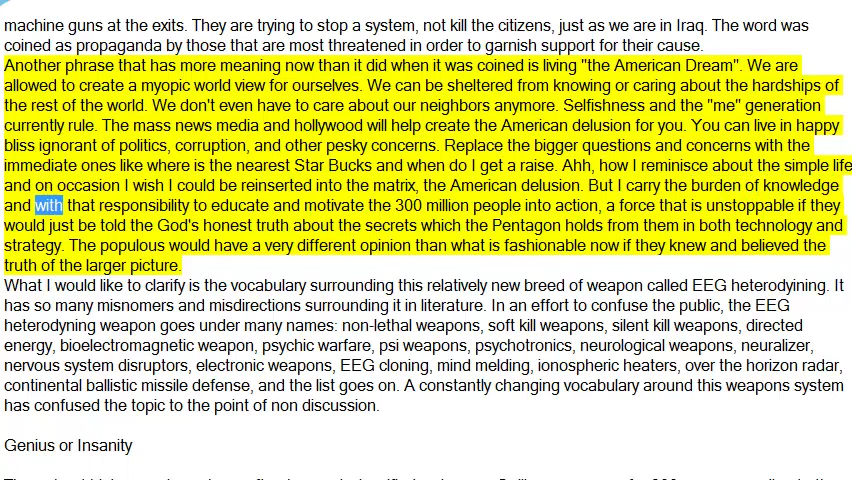 machine guns at the exits. They are trying to stop a system, not kill the citizens, just as we are in Iraq. The word was
coined as propaganda by those that are most threatened in order to garnish support for their cause.
Another phrase that has more meaning now than it did when it was coined is living "the American Dream". We are
allowed to create a myopic world view for ourselves. We can be sheltered from knowing or caring about the hardships of
the rest of the world. We don't even have to care about our neighbors anymore. Selfishness and the "me" generation
currently rule. The mass news media and hollywood will help create the American delusion for you. You can live in happy
bliss ignorant of politics, corruption, and other pesky concerns. Replace the bigger questions and concerns with the
immediate ones like where is the nearest Star Bucks and when do I get a raise. Ahh, how I reminisce about the simple life
and on occasion I wish I could be reinserted into the matrix, the American delusion. But I carry the burden of knowledge
and with that responsibility to educate and motivate the 300 million people into action, a force that is unstoppable if they
would just be told the God's honest truth about the secrets which the Pentagon holds from them in both technology and
strategy. The populous would have a very different opinion than what is fashionable now if they knew and believed the
truth of the larger picture.
What I would like to clarify is the vocabulary surrounding this relatively new breed of weapon called EEG heterodyining. It
has so many misnomers and misdirections surrounding it in literature. In an effort to confuse the public, the EEG
heterodyning weapon goes under many names: non-lethal weapons, soft kill weapons, silent kill weapons, directed
energy, bioelectromagnetic weapon, psychic warfare, psi weapons, psychotronics, neurological weapons, neuralizer,
nervous system disruptors, electronic weapons, EEG cloning, mind melding, ionospheric heaters, over the horizon radar,
continental ballistic missile defense, and the list goes on. A constantly changing vocabulary around this weapons system
has confused the topic to the point of non discussion.
Genius or Insanity